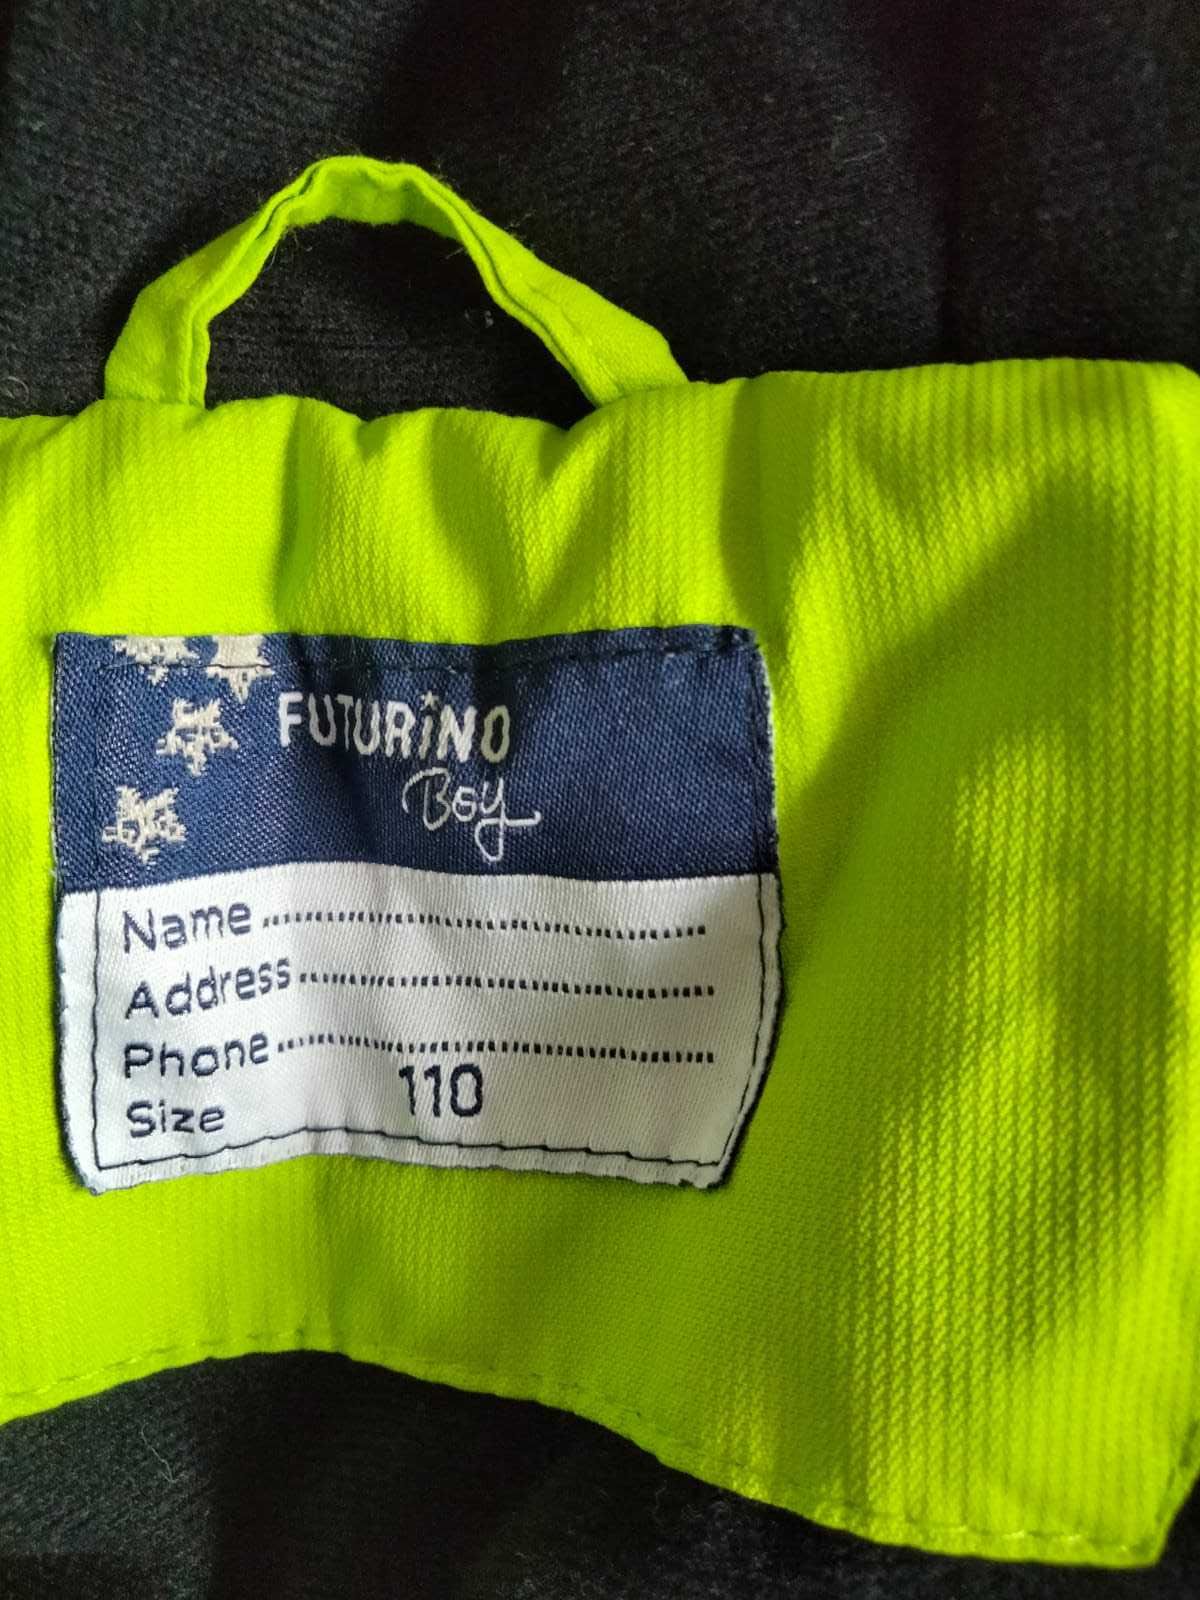 FUTURiNO
Boy
Name
Address
Phone
Size 110